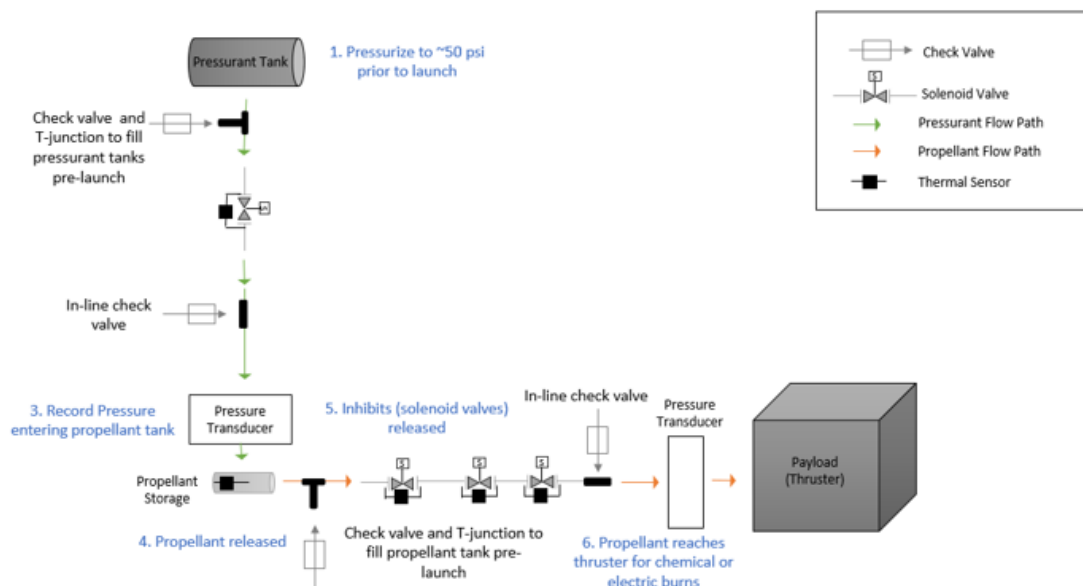 Pressurant Tank
1. Pressurize to ~50 psi
prior to launch
Check valve and
T-junction to fill
pressurant tanks
pre-launch
S
In-line check
valve
3. Record Pressure
entering propellant tank
Pressure
Transducer
Propellant
Storage
4. Propellant released
5. Inhibits (solenoid valves)
released
S
S
S
Check valve and T-junction to
fill propellant tank pre-
launch
In-line check valve
Pressure
Transducer
6. Propellant reaches
thruster for chemical or
electric burns
Payload
(Thruster)
Check Valve
S
Solenoid Valve
Pressurant Flow Path
Propellant Flow Path
Thermal Sensor